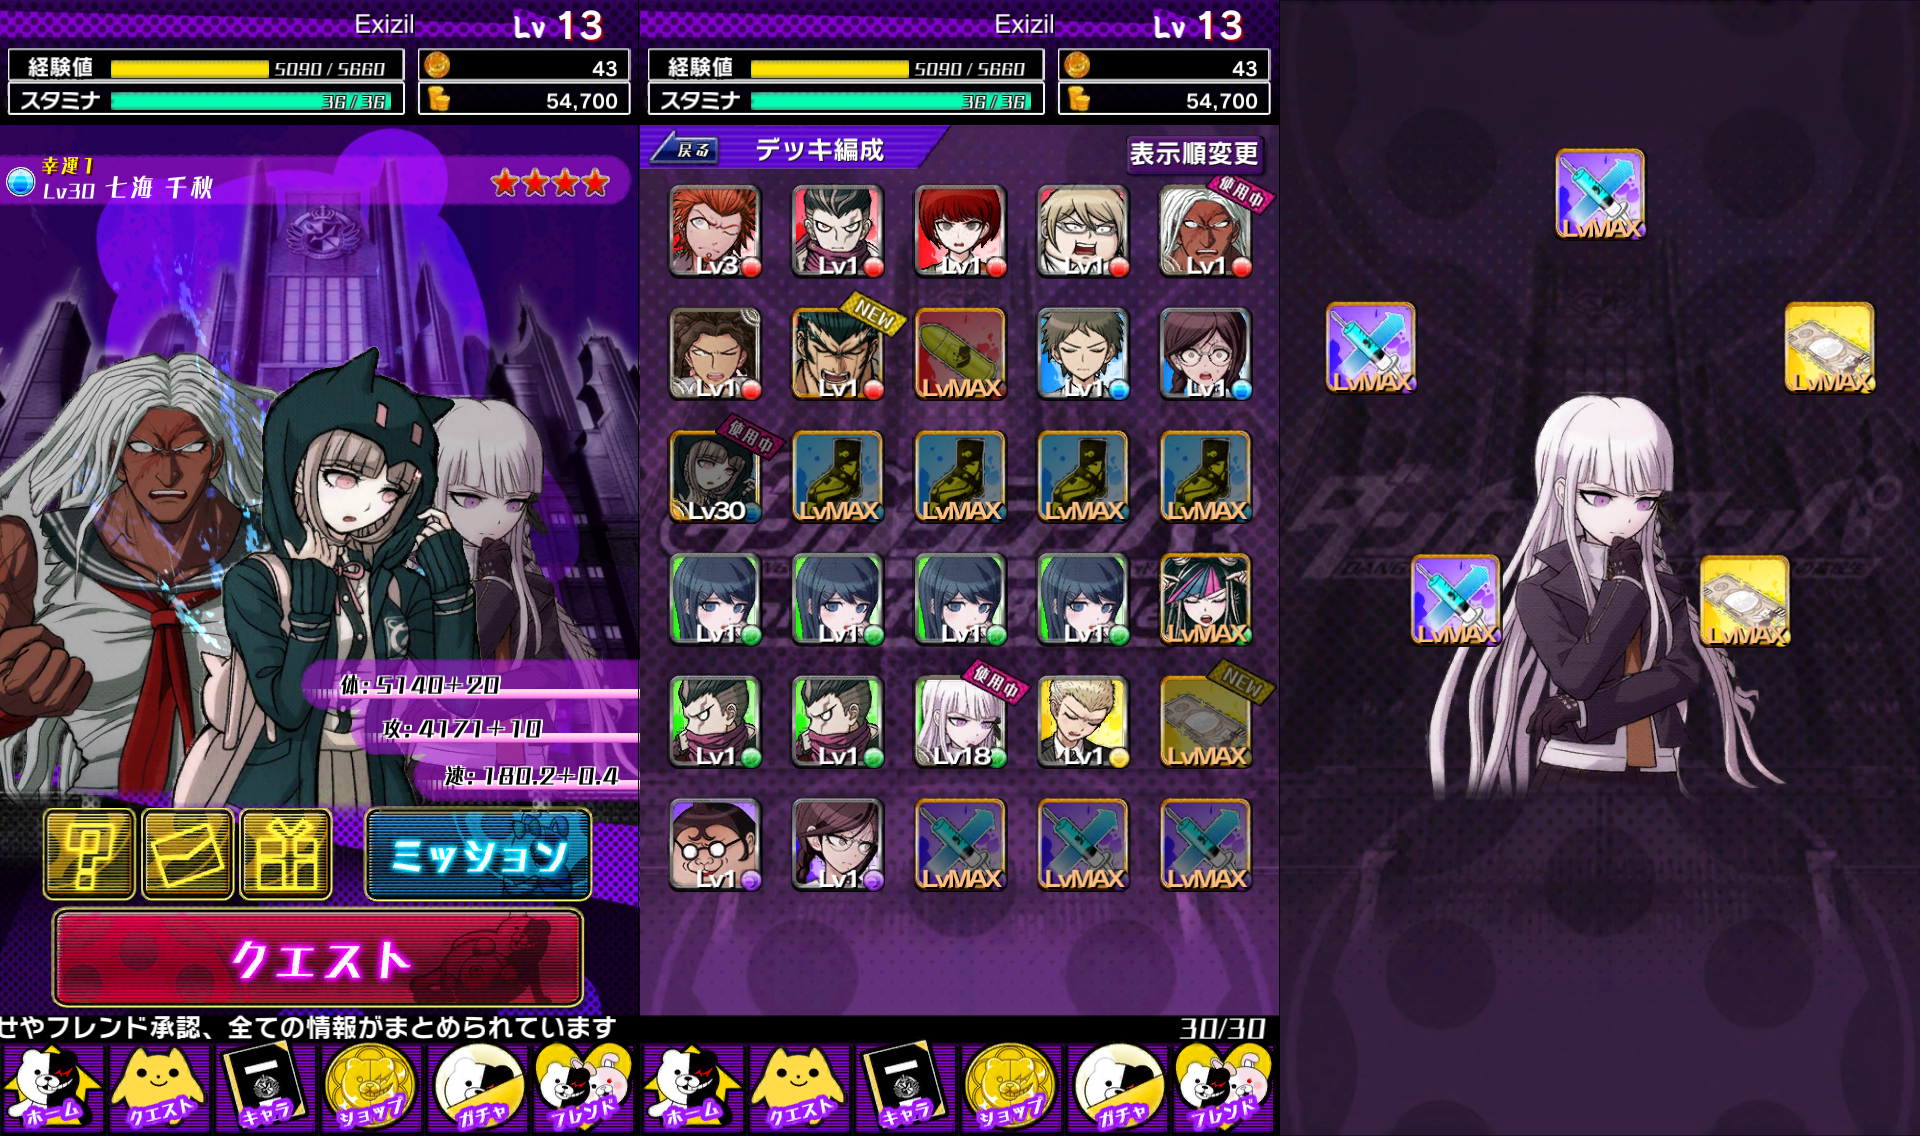 Exizil Lv 13
経験値 5090/5660 43
スタミナ 36/36 54,700
幸運1
Lv30 七海 千秋
体:5140+20
攻:4171+10
速:180.2+0.4
ミッション
クエスト
せやフレンド承認、全ての情報がまとめられています
ホーム クエスト キャラ ショップ ガチャ フレンド
Exizil Lv 13
経験値 5090/5660 43
スタミナ 36/36 54,700
戻る デッキ編成 表示順変更
使用中
Lv3 Lv1 Lv1 Lv1 Lv1
NEW
Lv1 Lv1 LvMAX Lv1 Lv1
使用中
Lv30 LvMAX LvMAX LvMAX LvMAX
Lv1 Lv1 Lv1 Lv1 LvMAX
使用中 NEW
Lv1 Lv1 Lv18 Lv1 LvMAX
Lv1 Lv1 LvMAX LvMAX LvMAX
30/30
ホーム クエスト キャラ ショップ ガチャ フレンド
LvMAX
LvMAX LvMAX
LvMAX LvMAX